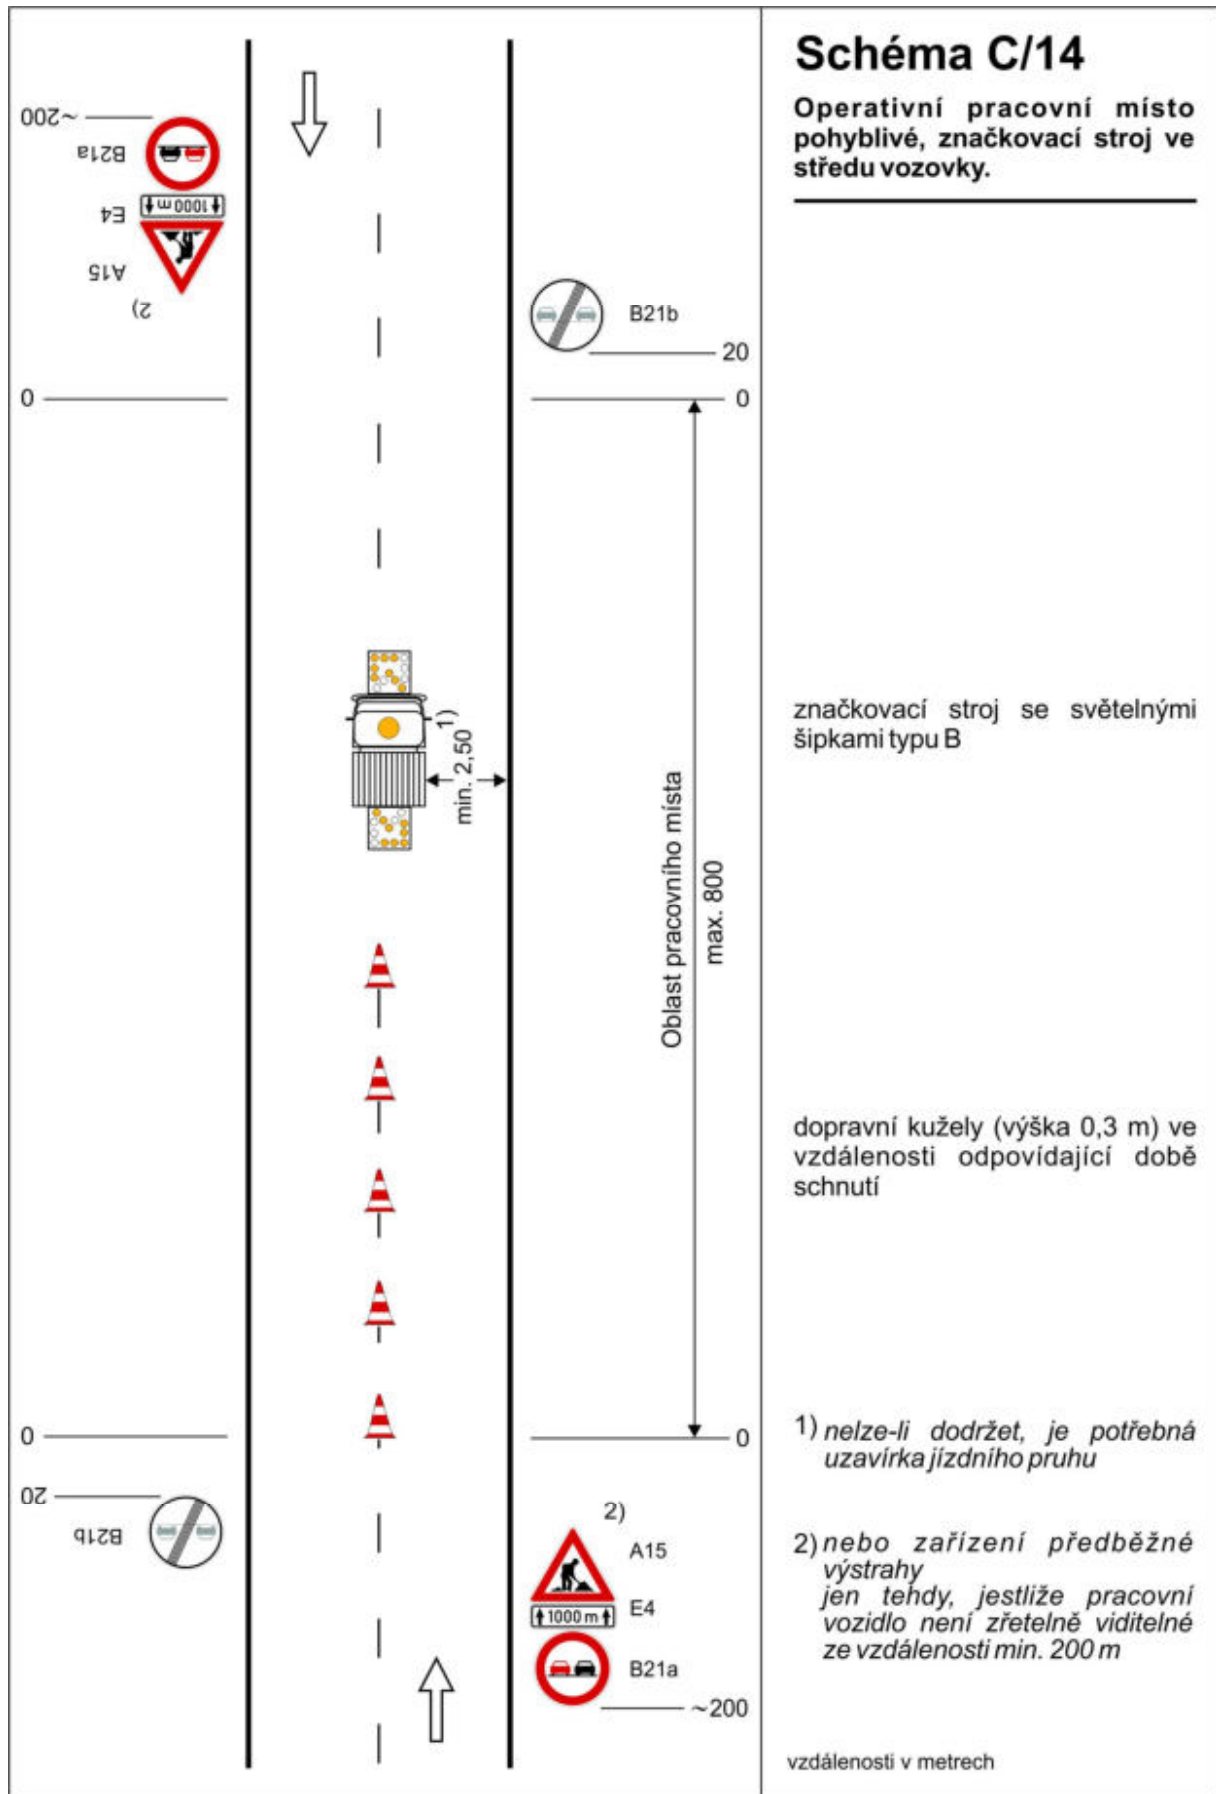 Schéma C/14
Operativní pracovní místo
pohyblivé, značkovací stroj ve
středu vozovky.
~200
B21a
1000 m
E4
A15
2)
B21b
20
0
0
značkovací stroj se světelnými
šipkami typu B
1)
min. 2,50
Oblast pracovního místa
max. 800
dopravní kužely (výška 0,3 m) ve
vzdálenosti odpovídající době
schnutí
0
0
20
B21b
2)
A15
1000 m
E4
B21a
~200
1) nelze-li dodržet, je potřebná
uzavírka jízdního pruhu
2) nebo zařízení předběžné
výstrahy
jen tehdy, jestliže pracovní
vozidlo není zřetelně viditelné
ze vzdálenosti min. 200 m
vzdálenosti v metrech